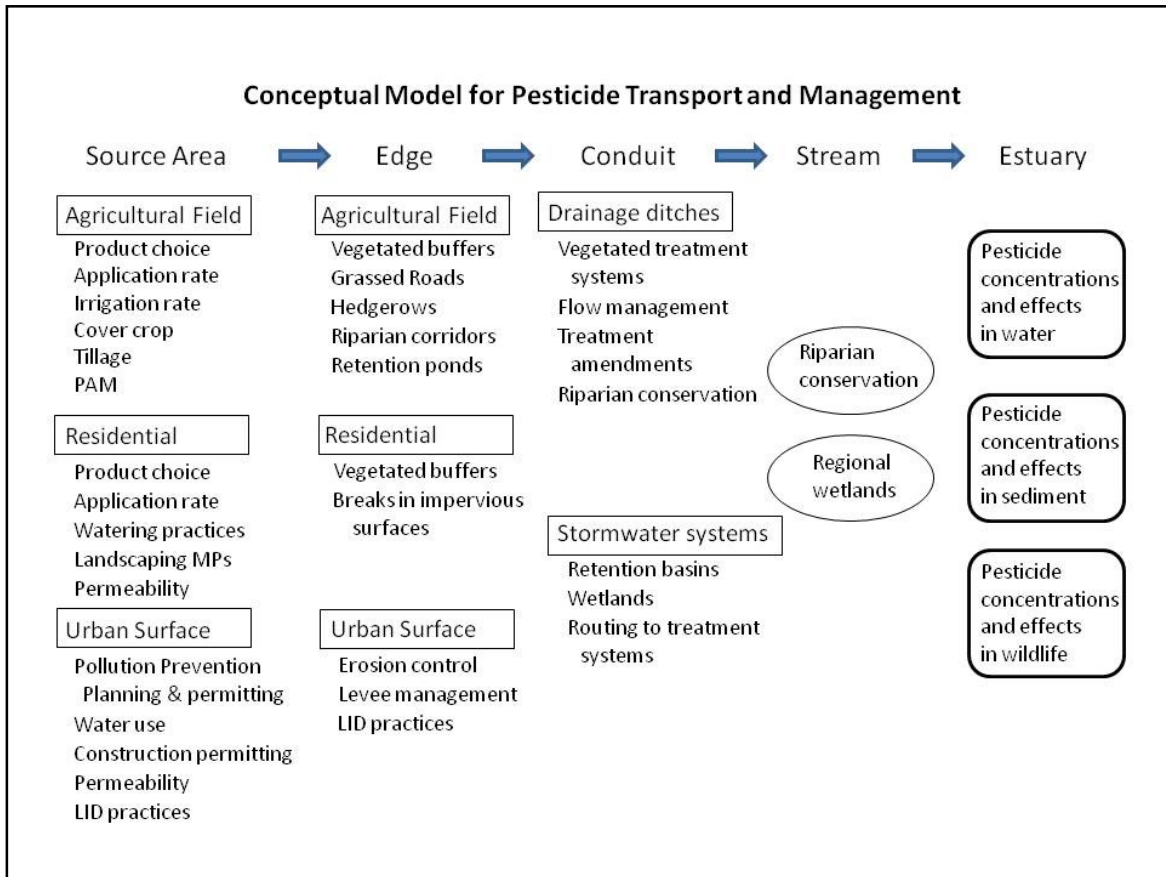 Conceptual Model for Pesticide Transport and Management
Source Area
Edge
Conduit
Stream
Estuary
Agricultural Field
Product choice
Application rate
Irrigation rate
Cover crop
Tillage
PAM
Residential
Product choice
Application rate
Watering practices
Landscaping MPs
Permeability
Urban Surface
Pollution Prevention
Planning & permitting
Water use
Construction permitting
Permeability
LID practices
Agricultural Field
Vegetated buffers
Grassed Roads
Hedgerows
Riparian corridors
Retention ponds
Residential
Vegetated buffers
Breaks in impervious
surfaces
Urban Surface
Erosion control
Levee management
LID practices
Drainage ditches
Vegetated treatment
systems
Flow management
Treatment
amendments
Riparian conservation
Stormwater systems
Retention basins
Wetlands
Routing to treatment
systems
Riparian
conservation
Regional
wetlands
Pesticide
concentrations
and effects
in water
Pesticide
concentrations
and effects
in sediment
Pesticide
concentrations
and effects
in wildlife